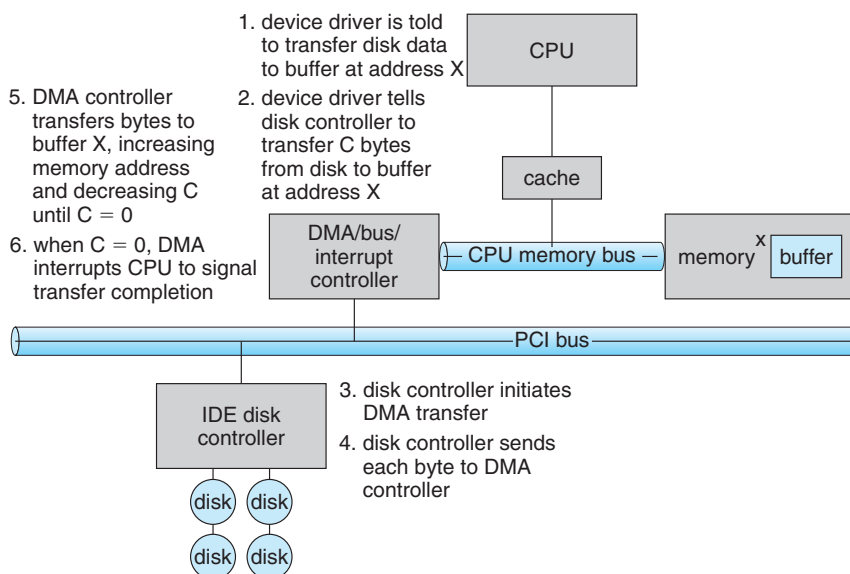 1. device driver is told
to transfer disk data
to buffer at address X
CPU
5. DMA controller
transfers bytes to
buffer X, increasing
memory address
and decreasing C
until C = 0
2. device driver tells
disk controller to
transfer C bytes
from disk to buffer
at address X
cache
6. when C = 0, DMA
interrupts CPU to signal
transfer completion
DMA/bus/
interrupt
controller
CPU memory bus
memory
x
buffer
PCI bus
IDE disk
controller
3. disk controller initiates
DMA transfer
4. disk controller sends
each byte to DMA
controller
disk
disk
disk
disk